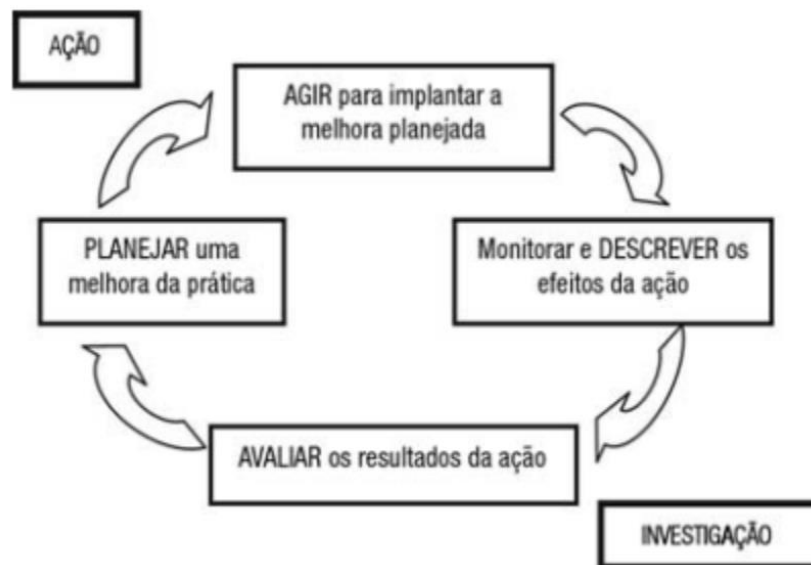 AÇÃO
AGIR para implantar a
melhora planejada
PLANEJAR uma
melhora da prática
Monitorar e DESCREVER os
efeitos da ação
AVALIAR os resultados da ação
INVESTIGAÇÃO